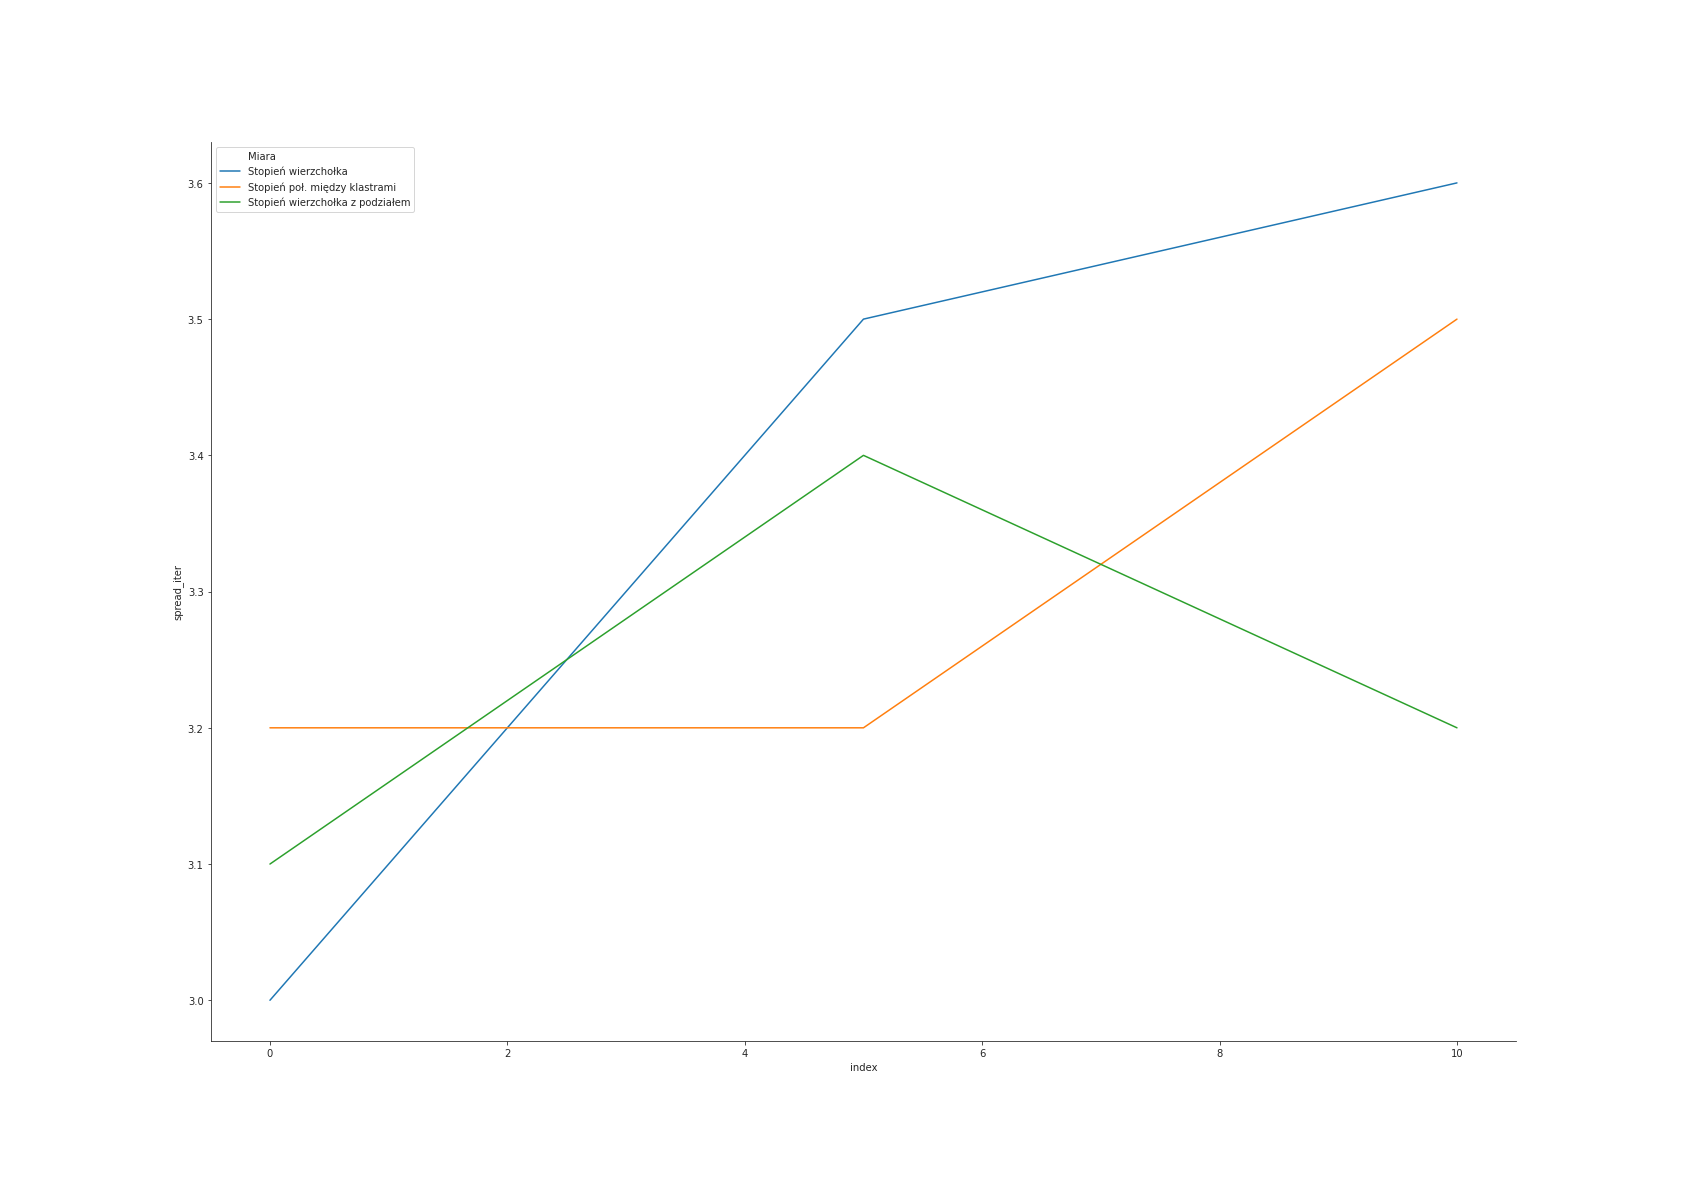 Miara
Stopień wierzchołka
Stopień poł. między klastrami
Stopień wierzchołka z podziałem
3.6
3.5
3.4
3.3
3.2
3.1
3.0
spread_iter
0 2 4 6 8 10
index